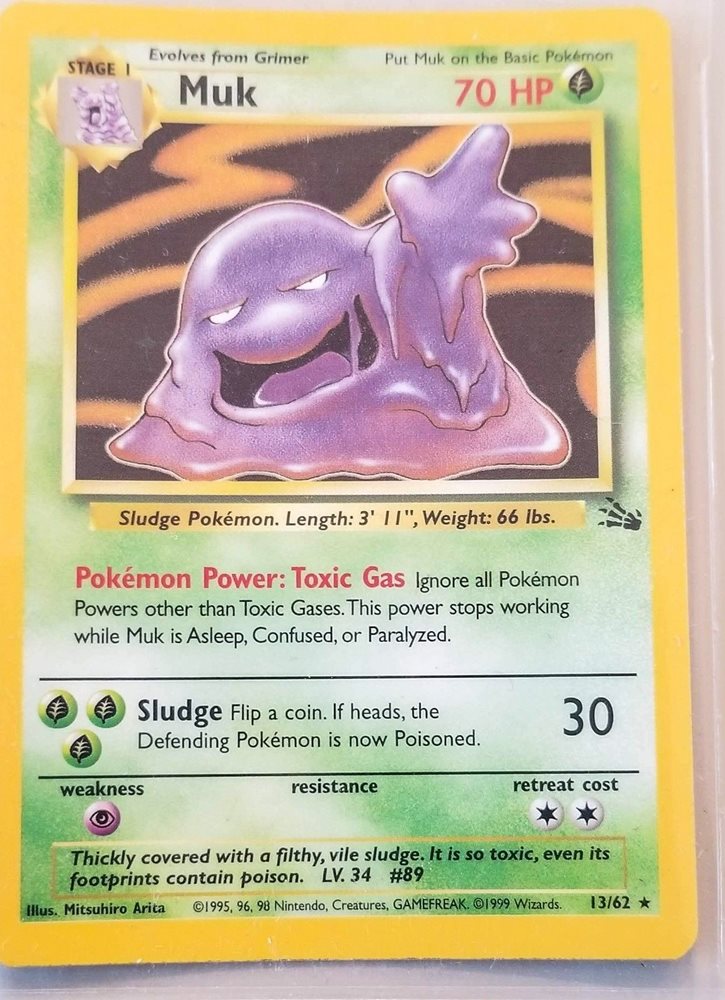 Evolves from Grimer Put Muk on the Basic Pokémon
STAGE 1
Muk 70 HP
Sludge Pokémon. Length: 3' 11", Weight: 66 lbs.
Pokémon Power: Toxic Gas Ignore all Pokémon
Powers other than Toxic Gases. This power stops working
while Muk is Asleep, Confused, or Paralyzed.
Sludge Flip a coin. If heads, the
Defending Pokémon is now Poisoned.
30
weakness resistance retreat cost
Thickly covered with a filthy, vile sludge. It is so toxic, even its
footprints contain poison. LV. 34 #89
Illus. Mitsuhiro Arita ©1995, 96, 98 Nintendo, Creatures, GAMEFREAK. ©1999 Wizards. 13/62 ★